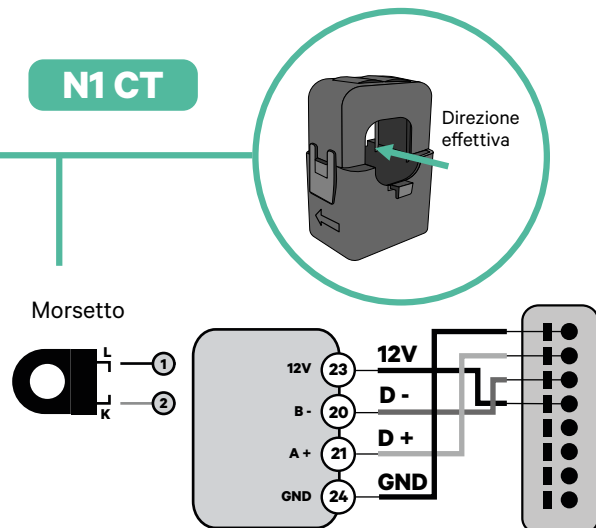 N1 CT
Direzione
effettiva
Morsetto
L
1
K
2
12V 23 12V
B - 20 D -
A + 21 D +
GND 24 GND